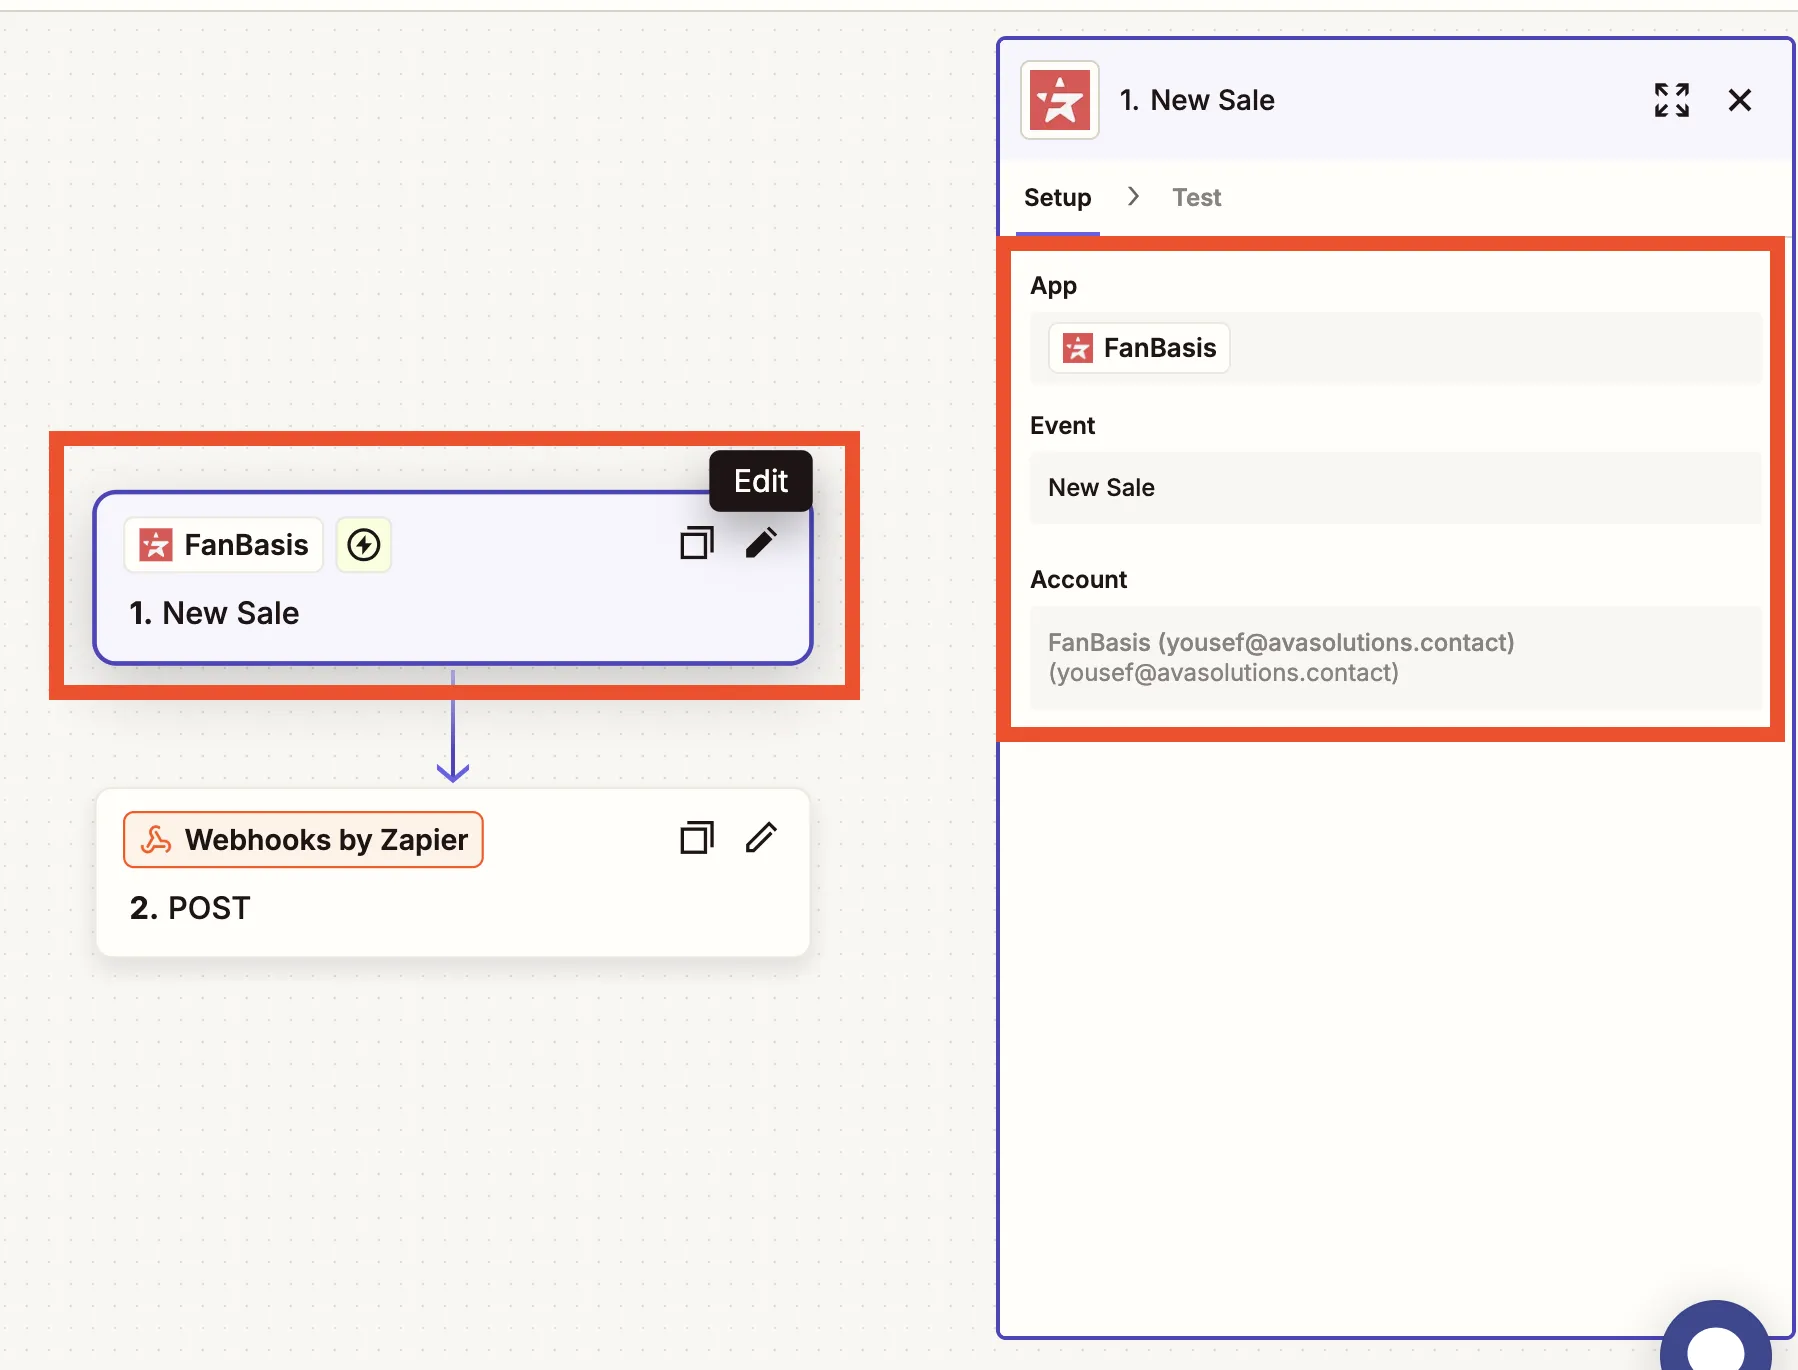 Edit
FanBasis
1. New Sale
Webhooks by Zapier
2. POST
1. New Sale
Setup
Test
App
FanBasis
Event
New Sale
Account
FanBasis (yousef@avasolutions.contact)
(yousef@avasolutions.contact)